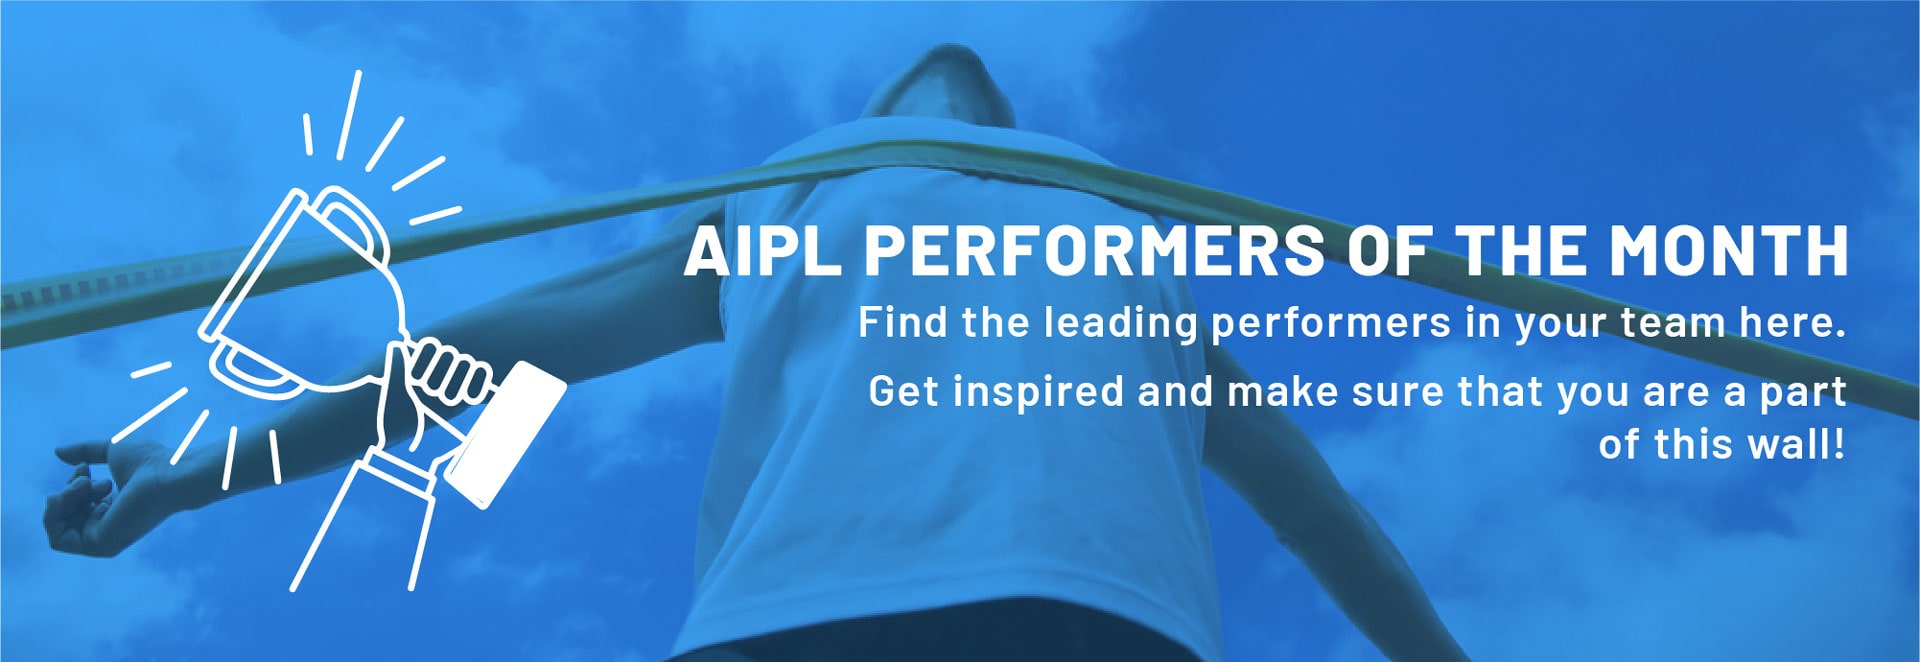 AIPL PERFORMERS OF THE MONTH
Find the leading performers in your team here.
Get inspired and make sure that you are a part
of this wall!